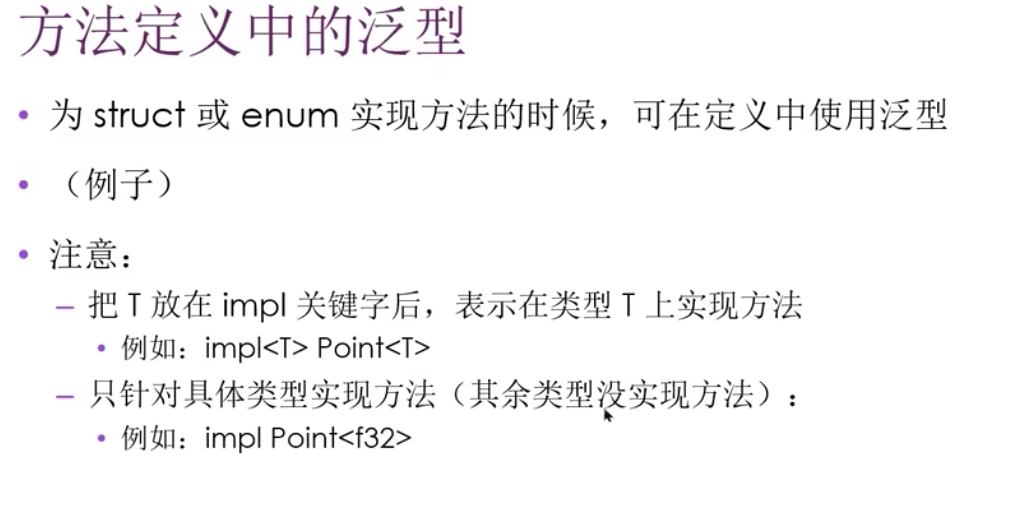 方法定义中的泛型
• 为 struct 或 enum 实现方法的时候，可在定义中使用泛型
• （例子）
• 注意：
– 把 T 放在 impl 关键字后，表示在类型 T 上实现方法
• 例如：impl<T> Point<T>
– 只针对具体类型实现方法（其余类型没实现方法）：
• 例如：impl Point<f32>